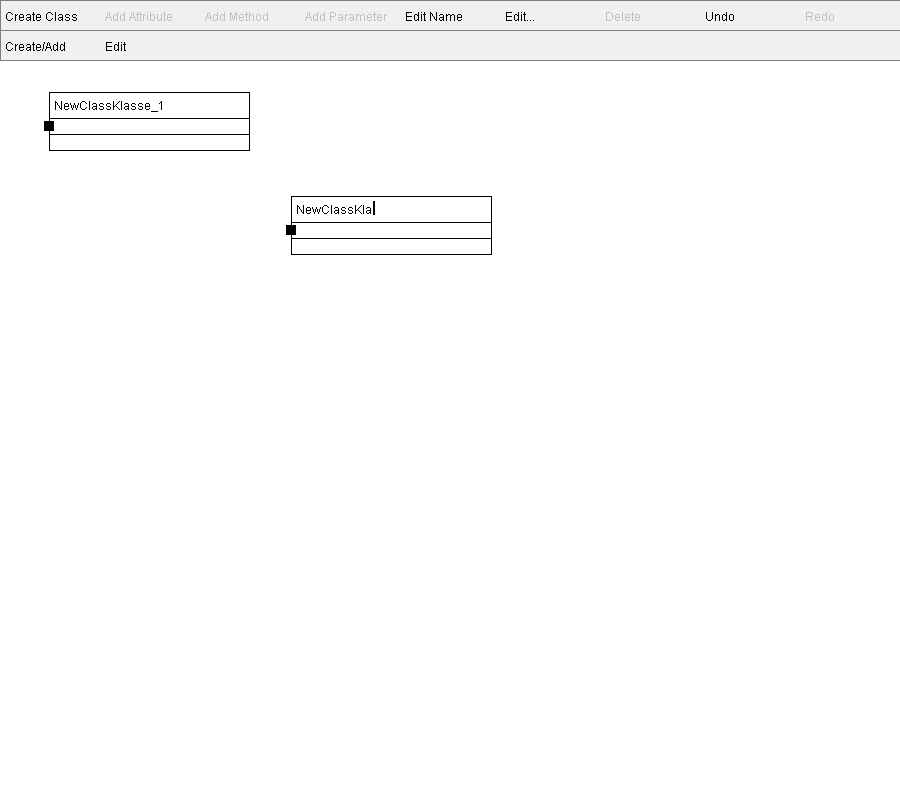 Create Class Add Attribute Add Method Add Parameter Edit Name Edit... Delete Undo Redo
Create/Add Edit
NewClassKlasse_1
NewClassKla